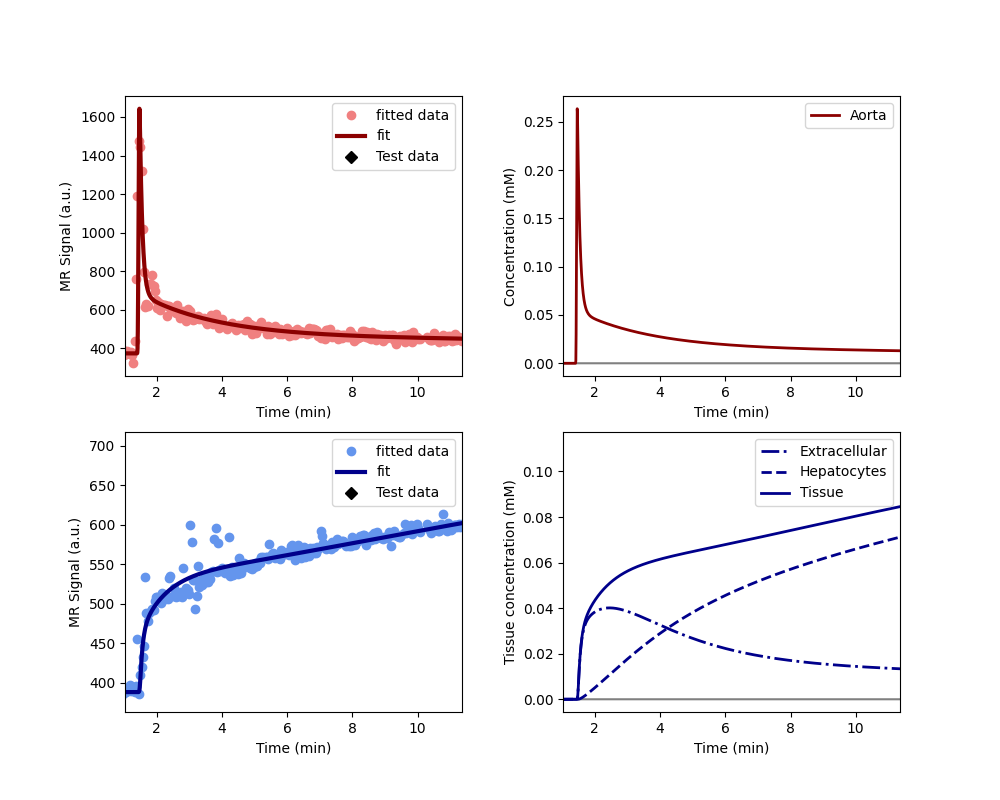 1600
1400
1200
1000
800
600
400
MR Signal (a.u.)
2 4 6 8 10
Time (min)
fitted data
fit
Test data
0.25
0.20
0.15
0.10
0.05
0.00
Concentration (mM)
2 4 6 8 10
Time (min)
Aorta
700
650
600
550
500
450
400
MR Signal (a.u.)
2 4 6 8 10
Time (min)
fitted data
fit
Test data
0.10
0.08
0.06
0.04
0.02
0.00
Tissue concentration (mM)
2 4 6 8 10
Time (min)
Extracellular
Hepatocytes
Tissue